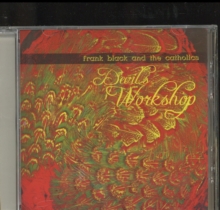 frank black and the catholics
Devil's
Workshop